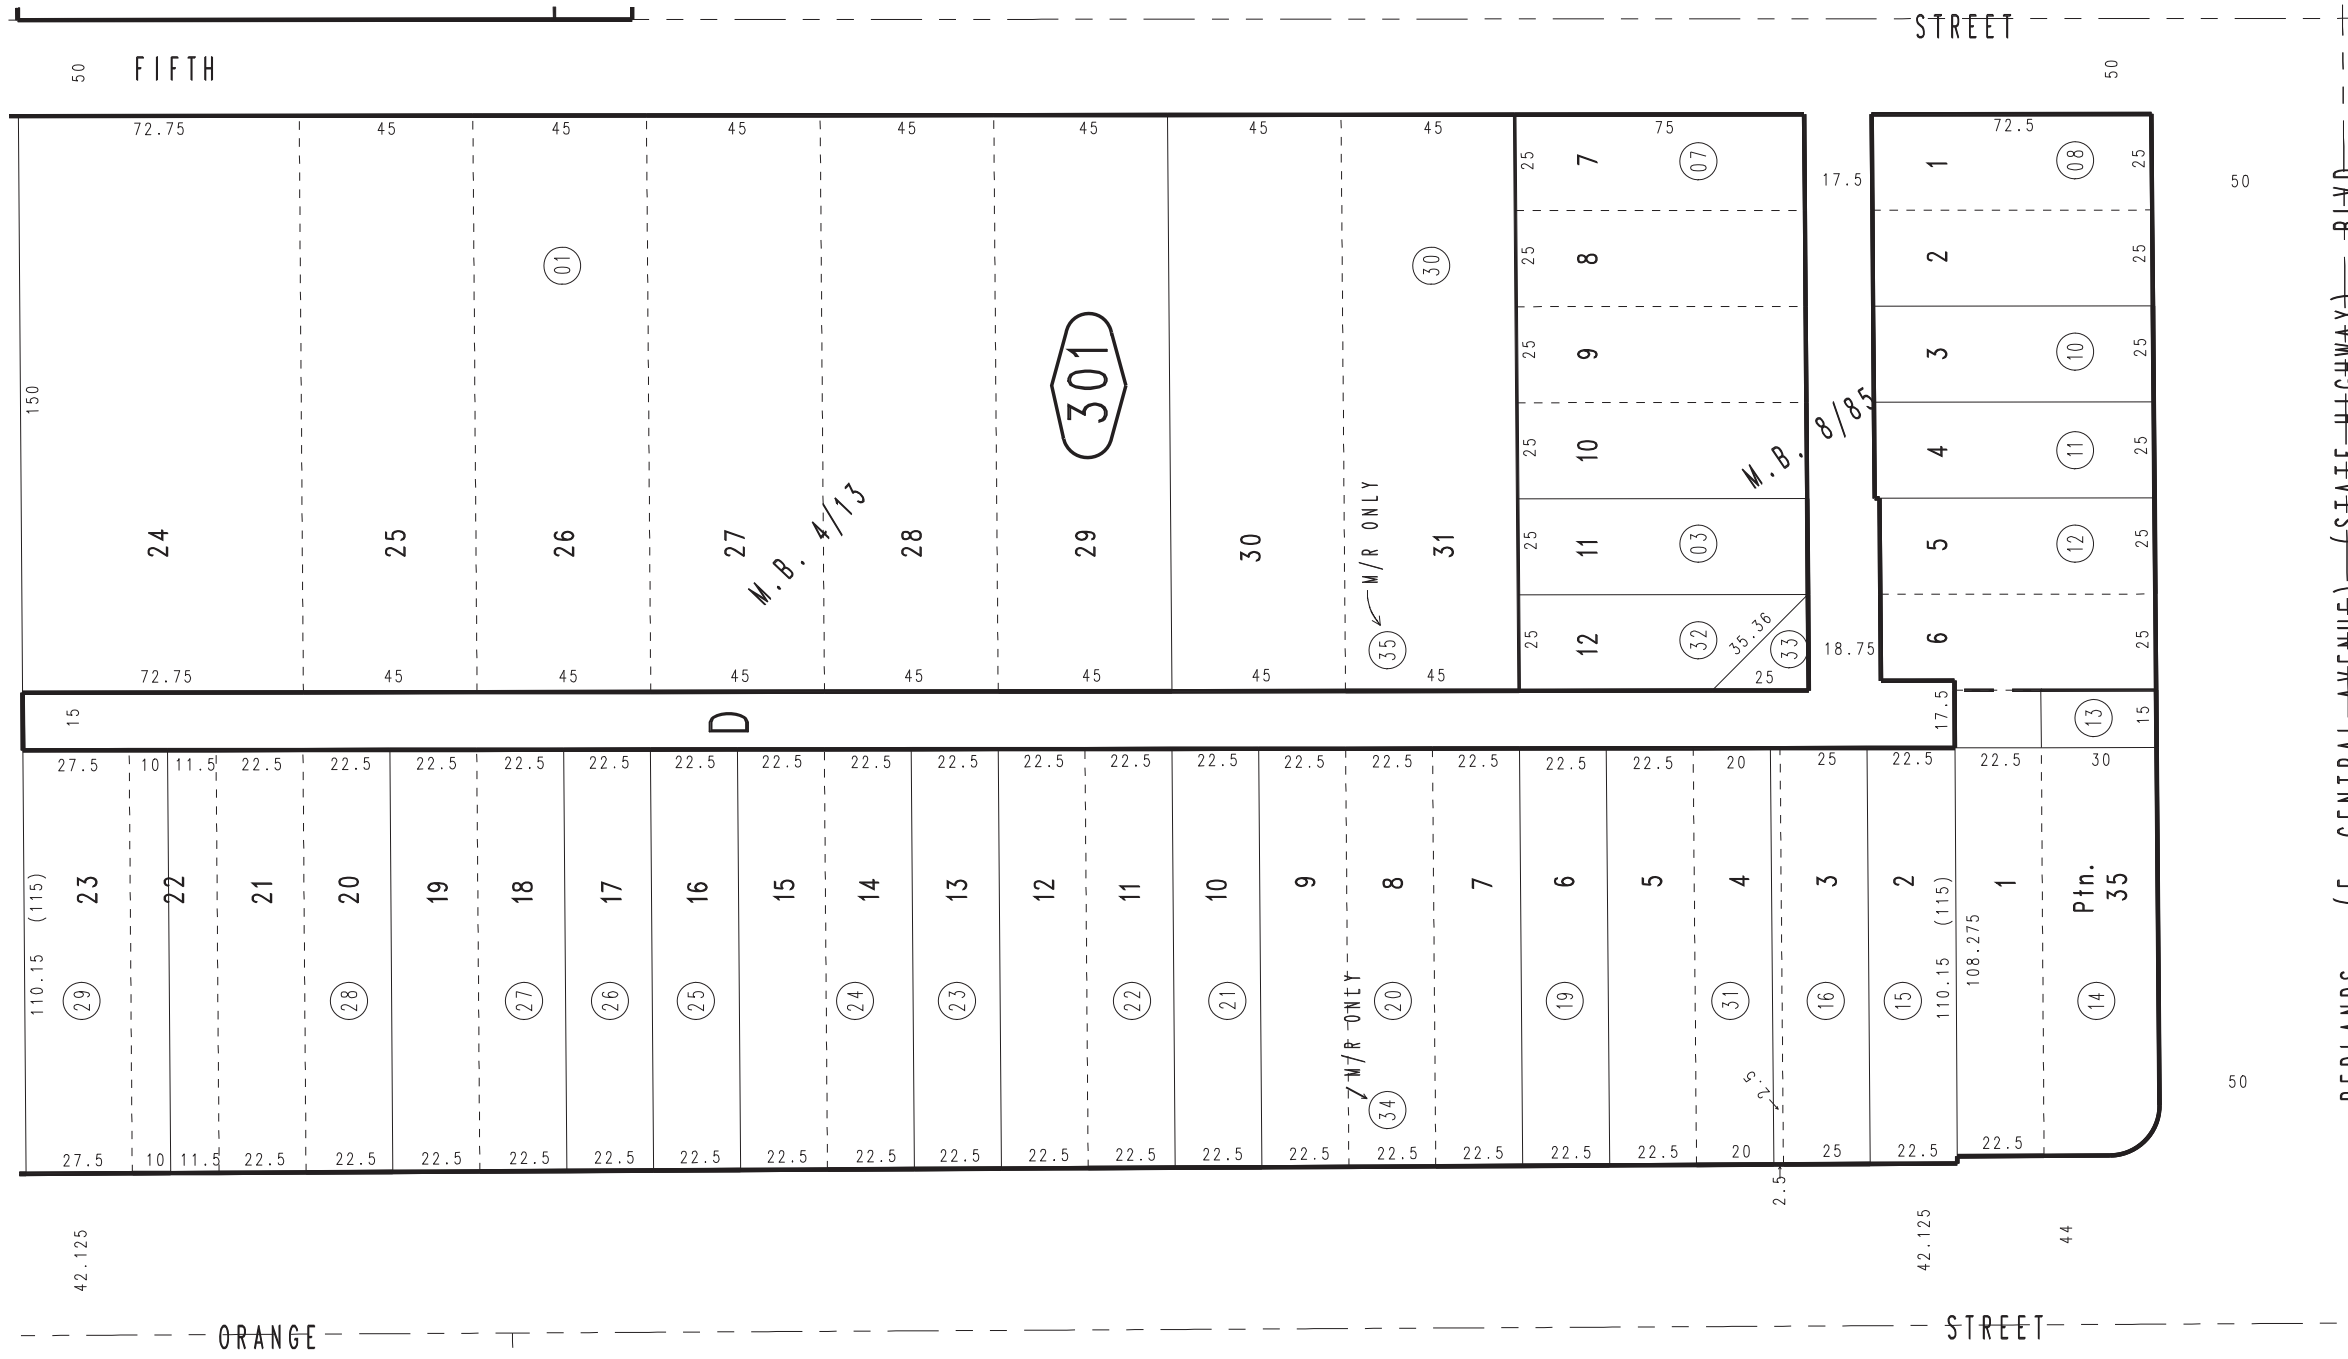 STREET
50 FIFTH 50
72.75 45 45 45 45 45 45 45 75 72.5
25 7 07 17.5 1 08 25 50
01 30 25 8 2 25
301
150 25 9 3 10 25
M.B. 8/85
25 10 4 11 25
M.B. 4/13
M/R ONLY
24 25 26 27 28 29 30 31 25 11 03 5 12 25
35 25 12 32 35.36 33 18.75 6 25
72.75 45 45 45 45 45 45 45 25
15 D 17.5 13 15
27.5 10 11.5 22.5 22.5 22.5 22.5 22.5 22.5 22.5 22.5 22.5 22.5 22.5 22.5 22.5 22.5 22.5 22.5 22.5 20 25 22.5 22.5 30
(115) 23 22 21 20 19 18 17 16 15 14 13 12 11 10 9 8 7 6 5 4 3 2 (115) 1 Ptn.
35
110.15 29 28 27 26 25 24 23 22 21 20 19 31 16 15 110.15 108.275 14
M/R ONLY
34 2.5 50
27.5 10 11.5 22.5 22.5 22.5 22.5 22.5 22.5 22.5 22.5 22.5 22.5 22.5 22.5 22.5 22.5 22.5 22.5 22.5 20 25 22.5 22.5
2.5
42.125 42.125 44
ORANGE STREET
REDLANDS (E. CENTRAL AVENUE) (STATE HIGHWAY) BLVD.